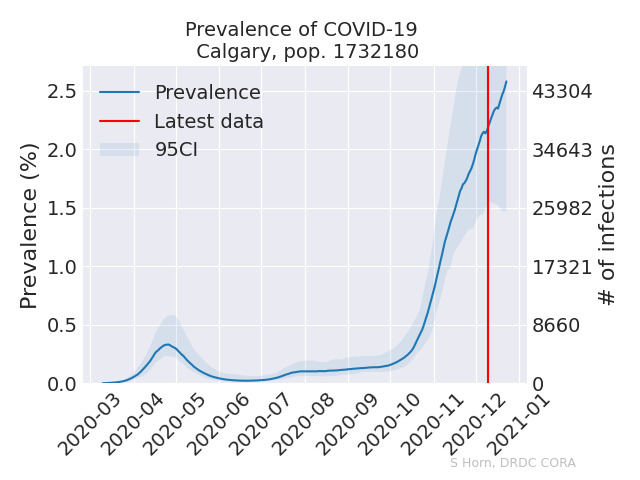 Prevalence of COVID-19
Calgary, pop. 1732180
Prevalence
Latest data
95CI
Prevalence (%)
2.5
2.0
1.5
1.0
0.5
0.0
43304
34643
25982
17321
8660
0
# of infections
2020-03
2020-04
2020-05
2020-06
2020-07
2020-08
2020-09
2020-10
2020-11
2020-12
2021-01
S Horn, DRDC CORA